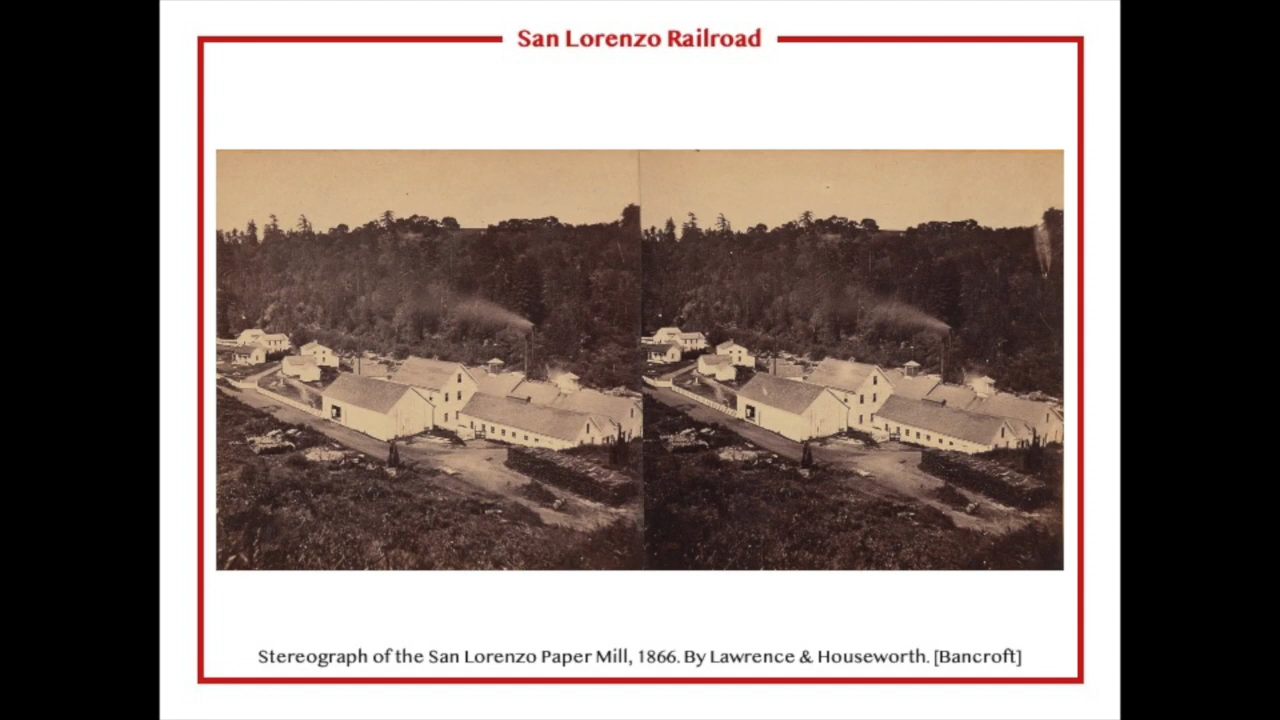 San Lorenzo Railroad
Stereograph of the San Lorenzo Paper Mill, 1866. By Lawrence & Houseworth. [Bancroft]